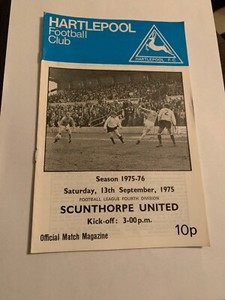 HARTLEPOOL
Football
Club
HARTLEPOOL F.C.
Season 1975-76
Saturday, 13th September, 1975
FOOTBALL LEAGUE FOURTH DIVISION
SCUNTHORPE UNITED
Kick-off: 3-00 p.m.
Official Match Magazine
10p